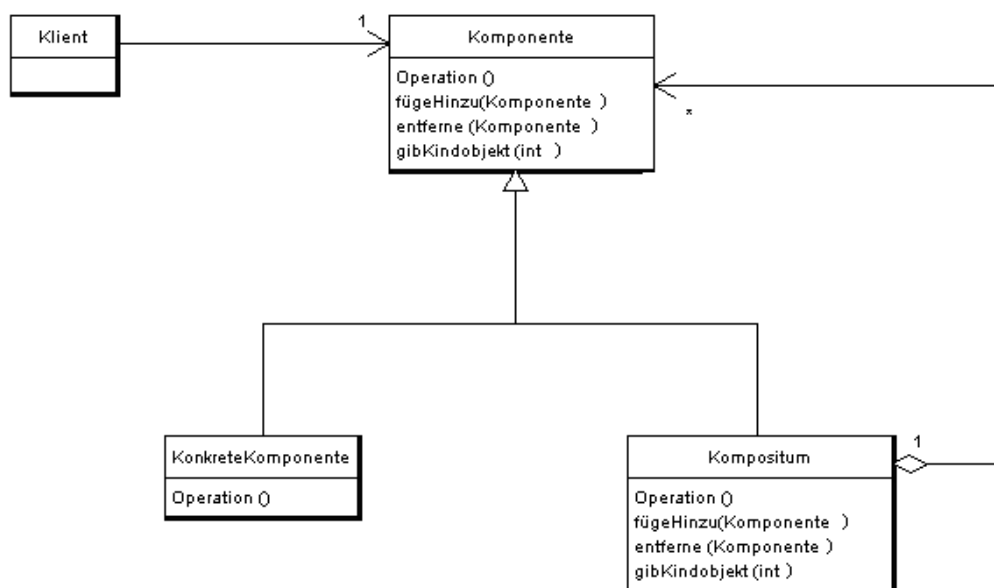 Klient
1
Komponente
Operation ()
fügeHinzu(Komponente )
entferne (Komponente )
gibKindobjekt (int )
*
KonkreteKomponente
Operation ()
1
Kompositum
Operation ()
fügeHinzu(Komponente )
entferne (Komponente )
gibKindobjekt (int )